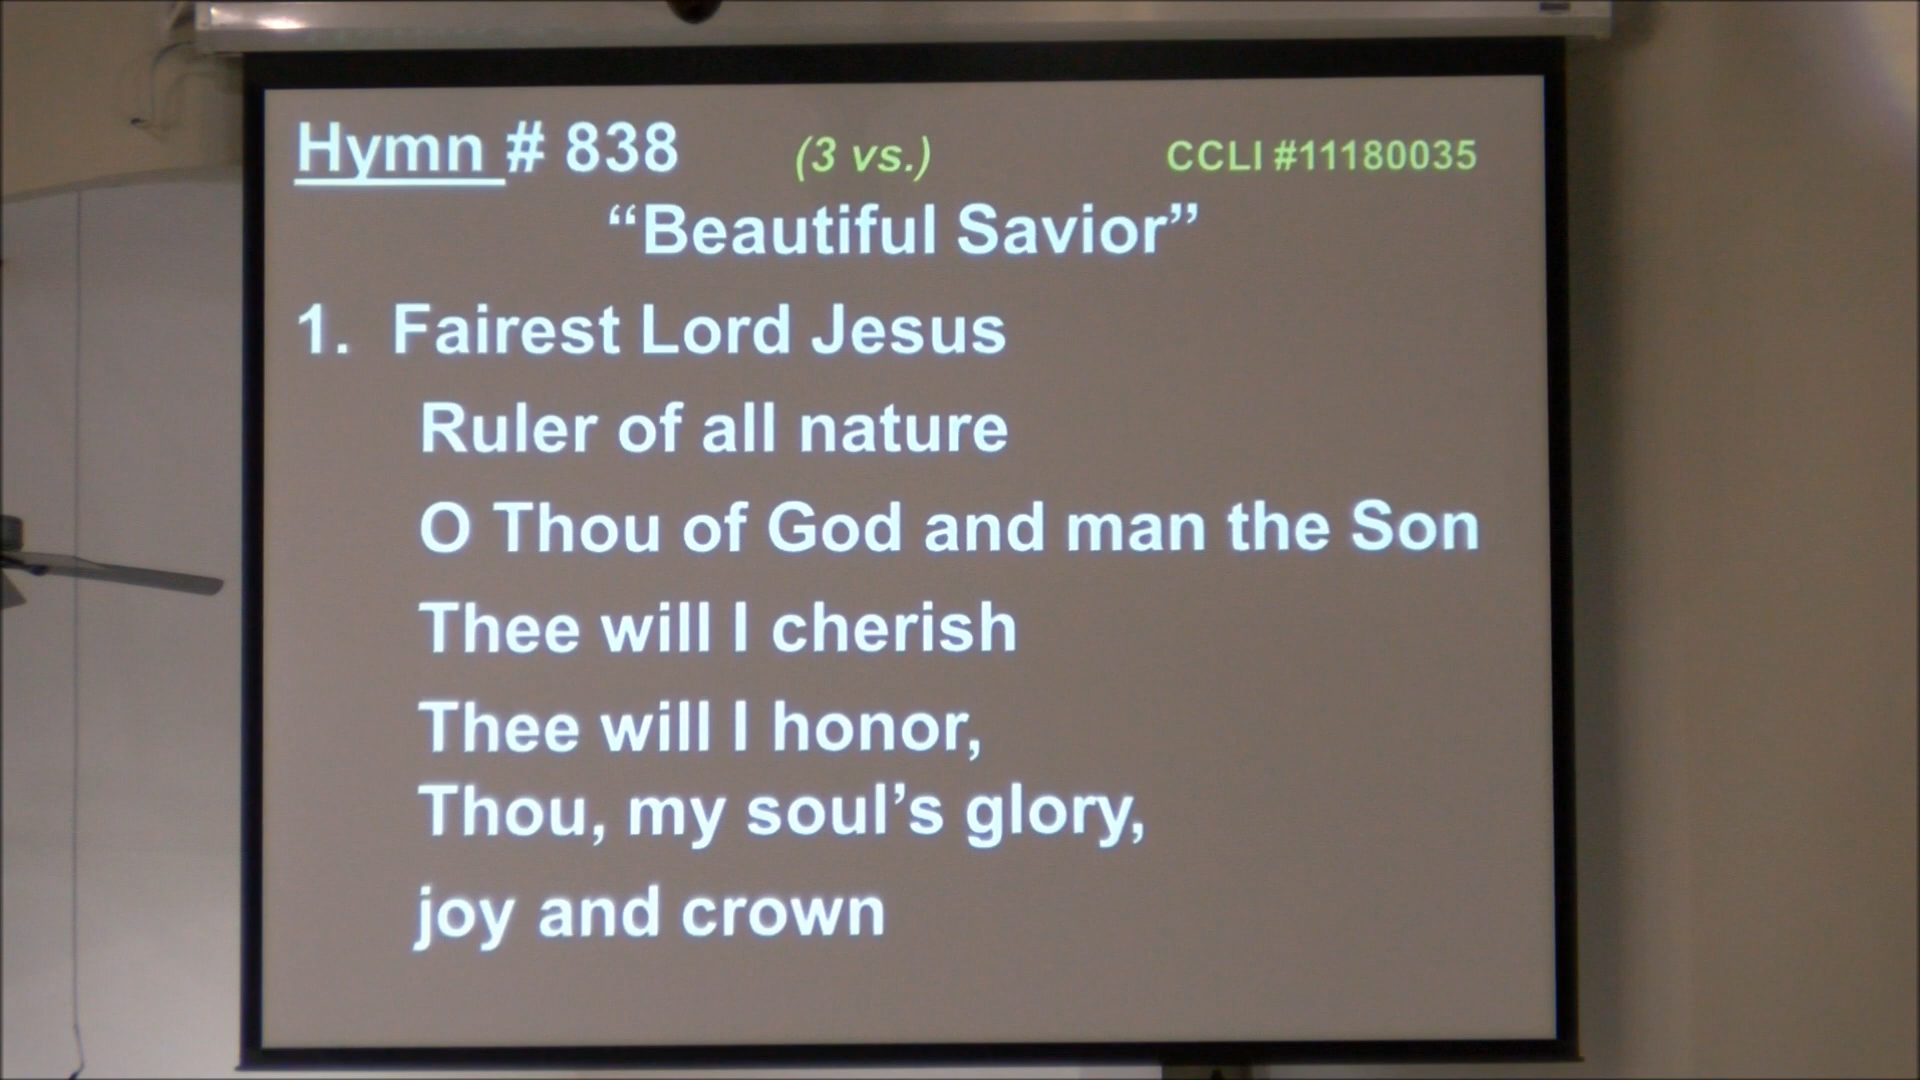 Hymn # 838 (3 vs.) CCLI #11180035
“Beautiful Savior”
1. Fairest Lord Jesus
Ruler of all nature
O Thou of God and man the Son
Thee will I cherish
Thee will I honor,
Thou, my soul’s glory,
joy and crown